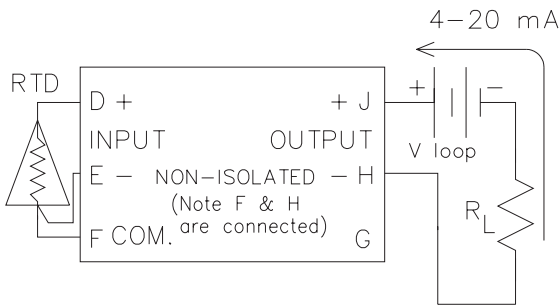 4-20 mA
RTD
D +
+ J
+
-
INPUT
OUTPUT
V loop
E -
NON-ISOLATED
- H
(Note F & H
are connected)
R L
F COM.
G